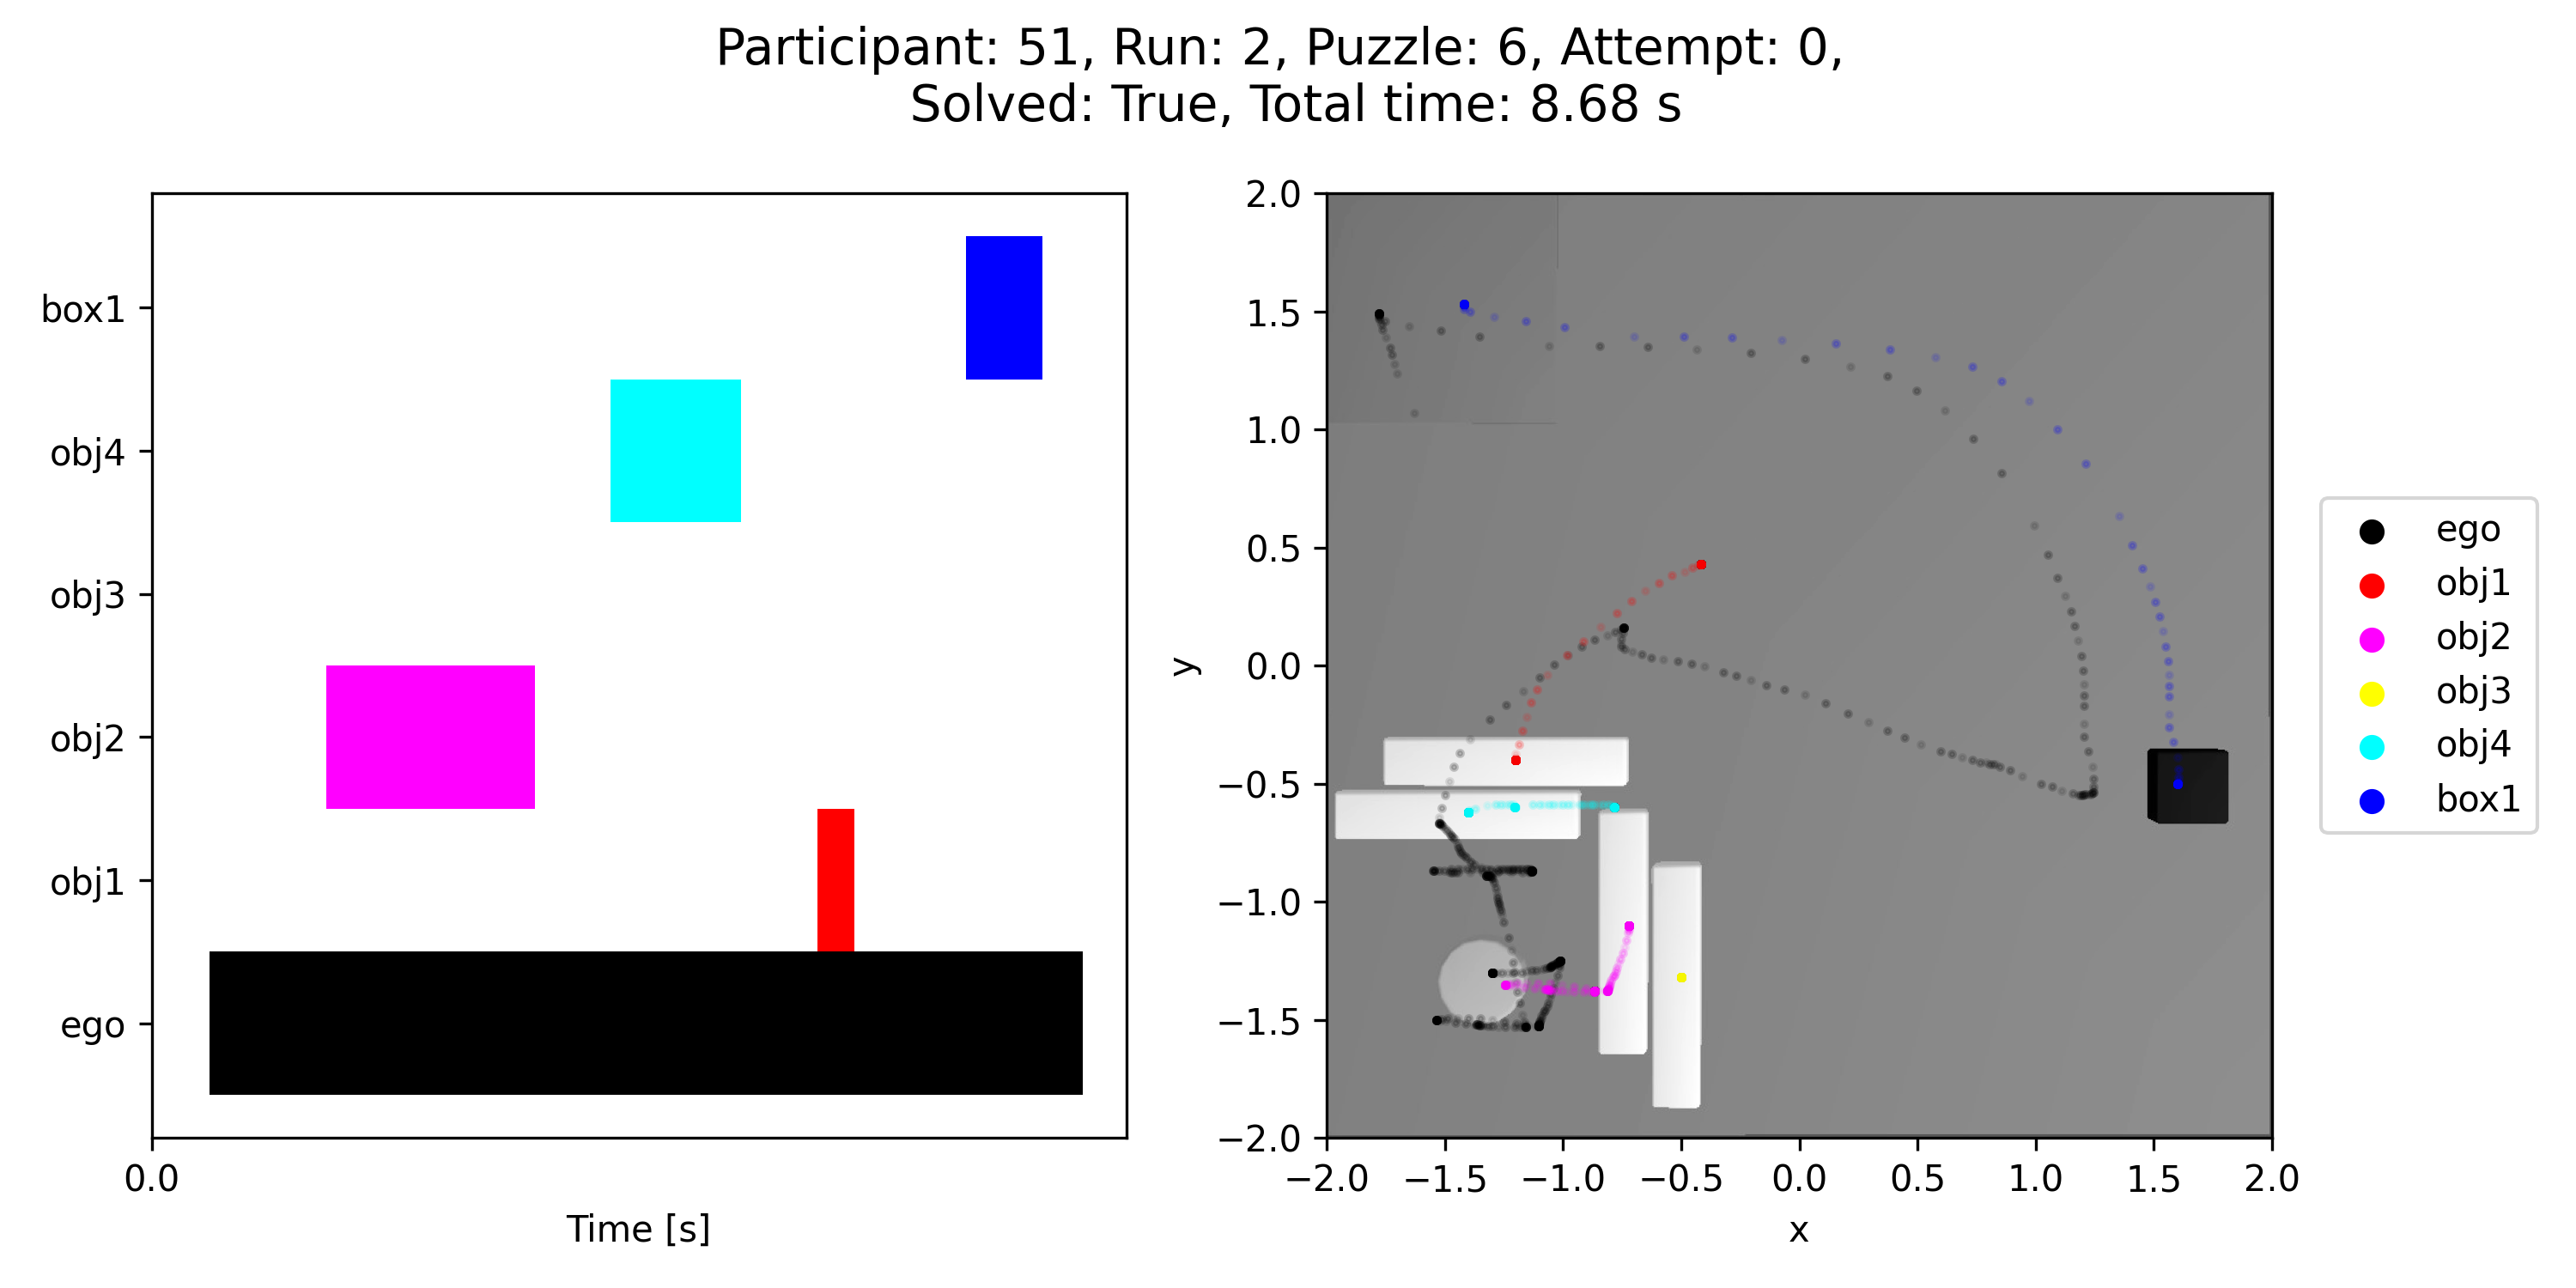 Participant: 51, Run: 2, Puzzle: 6, Attempt: 0,
Solved: True, Total time: 8.68 s
box1
obj4
obj3
obj2
obj1
ego
0.0
Time [s]
2.0
1.5
1.0
0.5
0.0
−0.5
−1.0
−1.5
−2.0
y
−2.0 −1.5 −1.0 −0.5 0.0 0.5 1.0 1.5 2.0
x
ego
obj1
obj2
obj3
obj4
box1